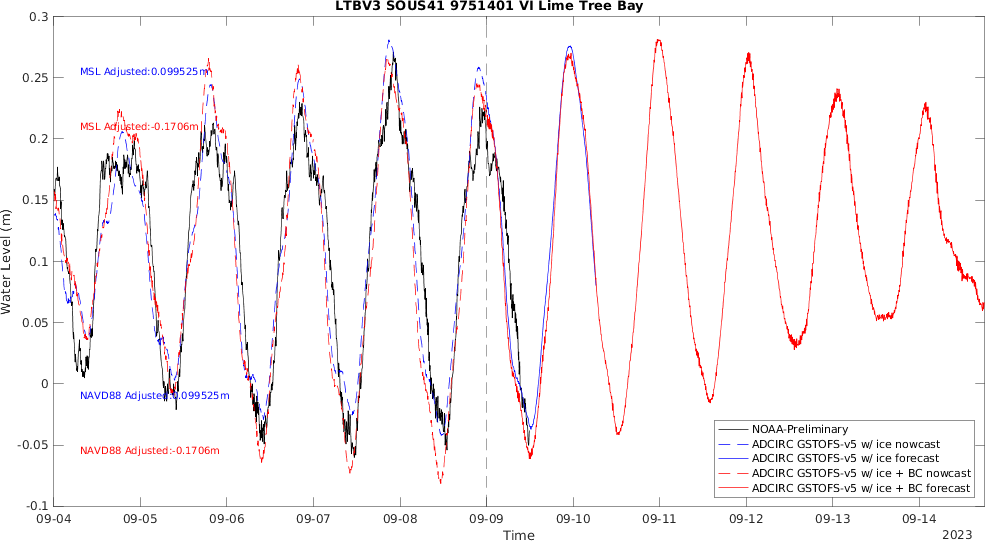 LTBV3 SOUS41 9751401 VI Lime Tree Bay
0.3
0.25
0.2
0.15
0.1
0.05
0
-0.05
-0.1
Water Level (m)
MSL Adjusted:0.099525m
MSL Adjusted:-0.1706m
NAVD88 Adjusted:0.099525m
NAVD88 Adjusted:-0.1706m
NOAA-Preliminary
ADCIRC GSTOFS-v5 w/ ice nowcast
ADCIRC GSTOFS-v5 w/ ice forecast
ADCIRC GSTOFS-v5 w/ ice + BC nowcast
ADCIRC GSTOFS-v5 w/ ice + BC forecast
09-04 09-05 09-06 09-07 09-08 09-09 09-10 09-11 09-12 09-13 09-14
Time
2023